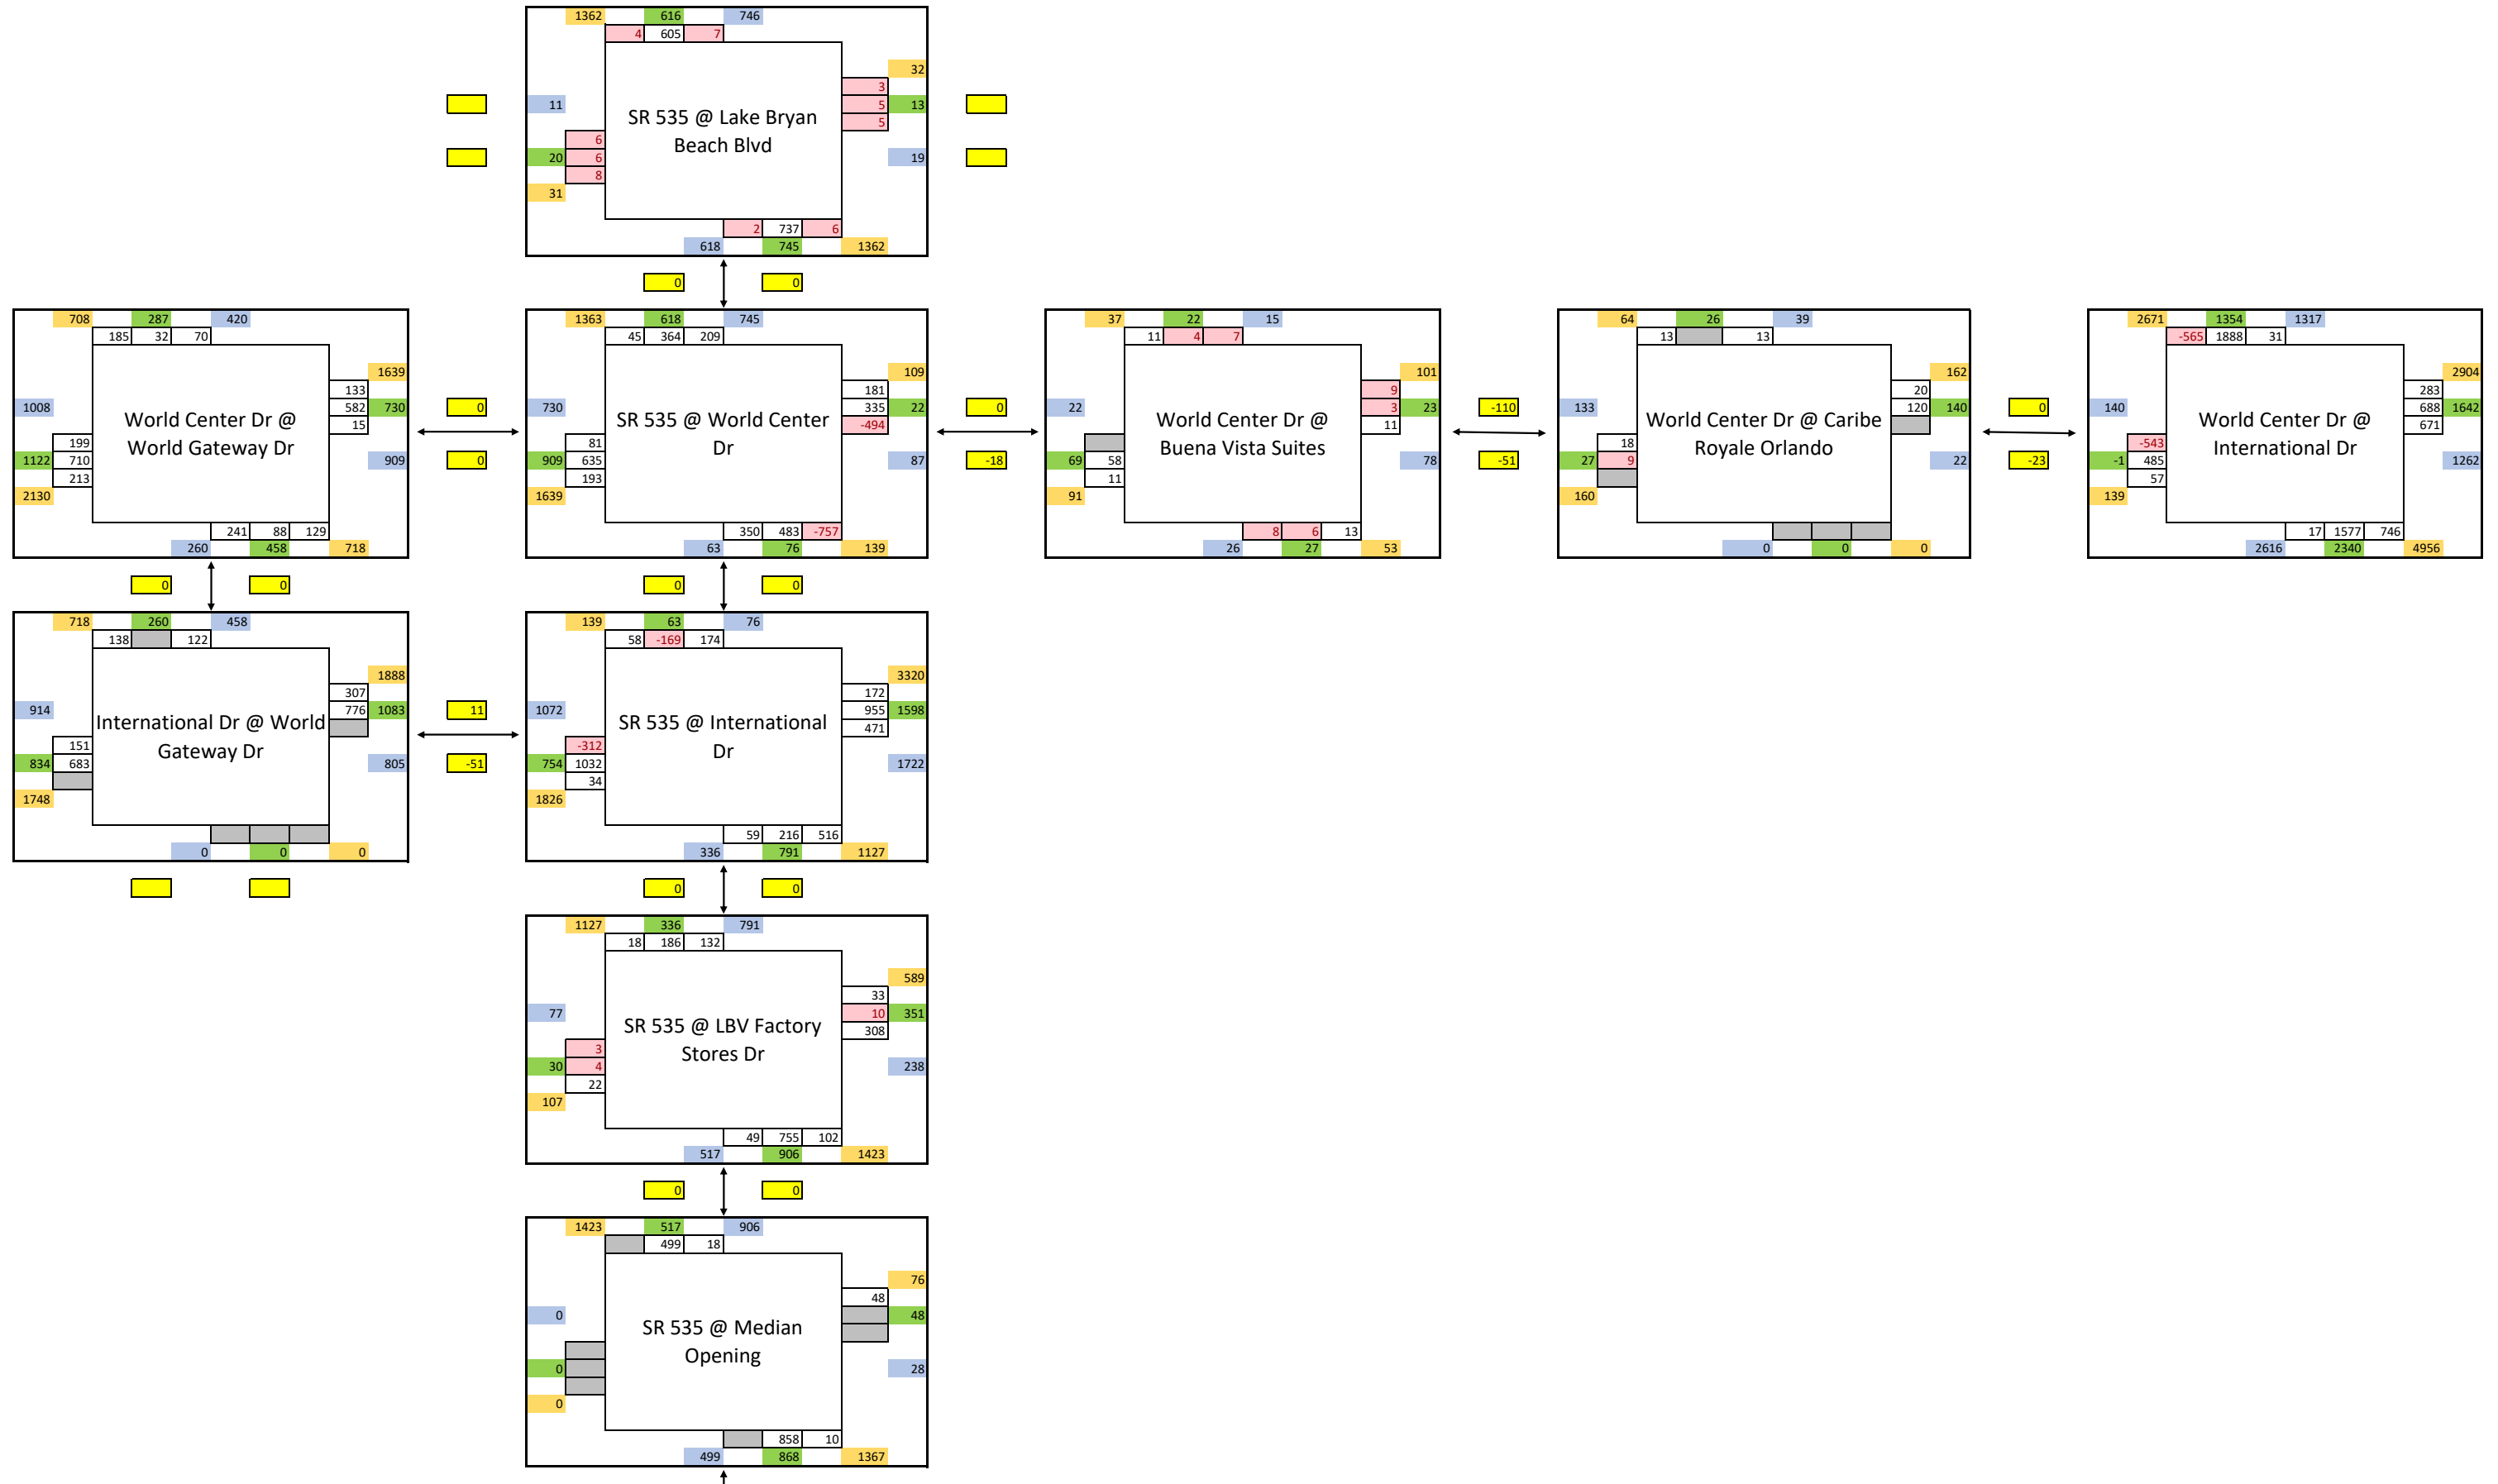 1362 616 746
4 605 7
32
3
11 5 13
SR 535 @ Lake Bryan
Beach Blvd
5
6
20 6 19
8
31
2 737 6
618 745 1362
0 0
708 287 420
185 32 70
1639
133
1008 582 730
15
World Center Dr @
World Gateway Dr
199
1122 710 909
213
2130
241 88 129
260 458 718
0
0
1363 618 745
45 364 209
109
181
730 335 22
-494
SR 535 @ World Center
Dr
81
909 635 87
193
1639
350 483 -757
63 76 139
0
-18
37 22 15
11 4 7
101
9
22 3 23
11
World Center Dr @
Buena Vista Suites
69 58 78
11
91
8 6 13
26 27 53
-110
-51
64 26 39
13 13
162
20
133 120 140
World Center Dr @ Caribe
Royale Orlando
18
27 9 22
160
0 0 0
0
-23
2671 1354 1317
-565 1888 31
2904
283
140 688 1642
671
World Center Dr @
International Dr
-543
-1 485 1262
57
139
17 1577 746
2616 2340 4956
0 0
0 0
718 260 458
138 122
1888
307
914 776 1083
International Dr @ World
Gateway Dr
151
834 683 805
1748
0 0 0
11
-51
139 63 76
58 -169 174
3320
172
1072 955 1598
471
SR 535 @ International
Dr
-312
754 1032 1722
34
1826
59 216 516
336 791 1127
0 0
1127 336 791
18 186 132
589
33
77 10 351
308
SR 535 @ LBV Factory
Stores Dr
3
30 4 238
22
107
49 755 102
517 906 1423
0 0
1423 517 906
499 18
76
48
0 48
SR 535 @ Median
Opening
0 28
0
858 10
499 868 1367